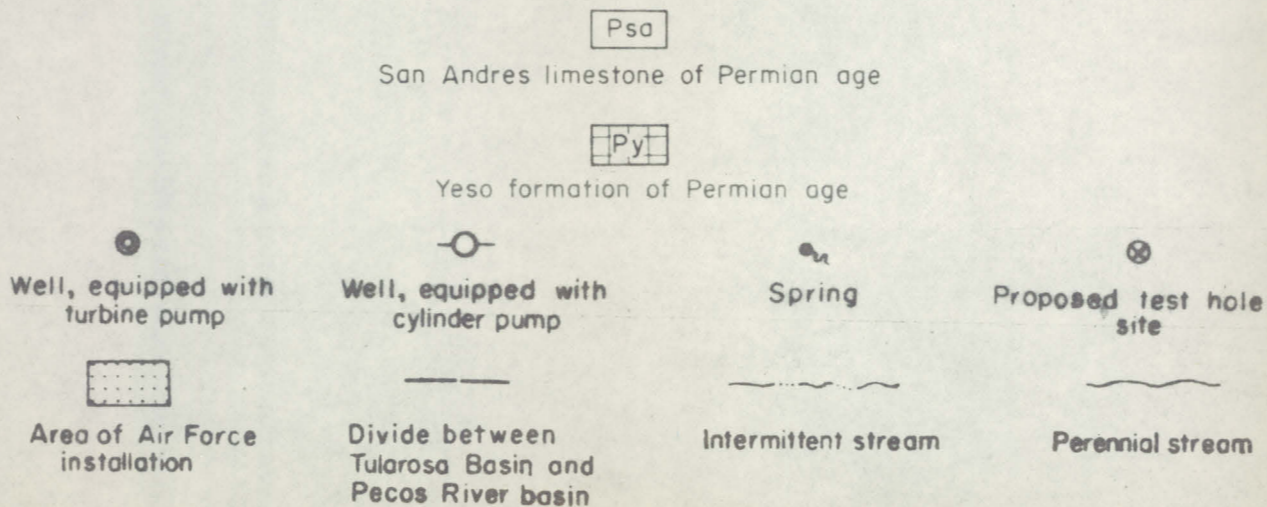 Psa
San Andres limestone of Permian age
Py
Yeso formation of Permian age
Well, equipped with
turbine pump
Well, equipped with
cylinder pump
Spring
Proposed test hole
site
Area of Air Force
installation
Divide between
Tularosa Basin and
Pecos River basin
Intermittent stream
Perennial stream